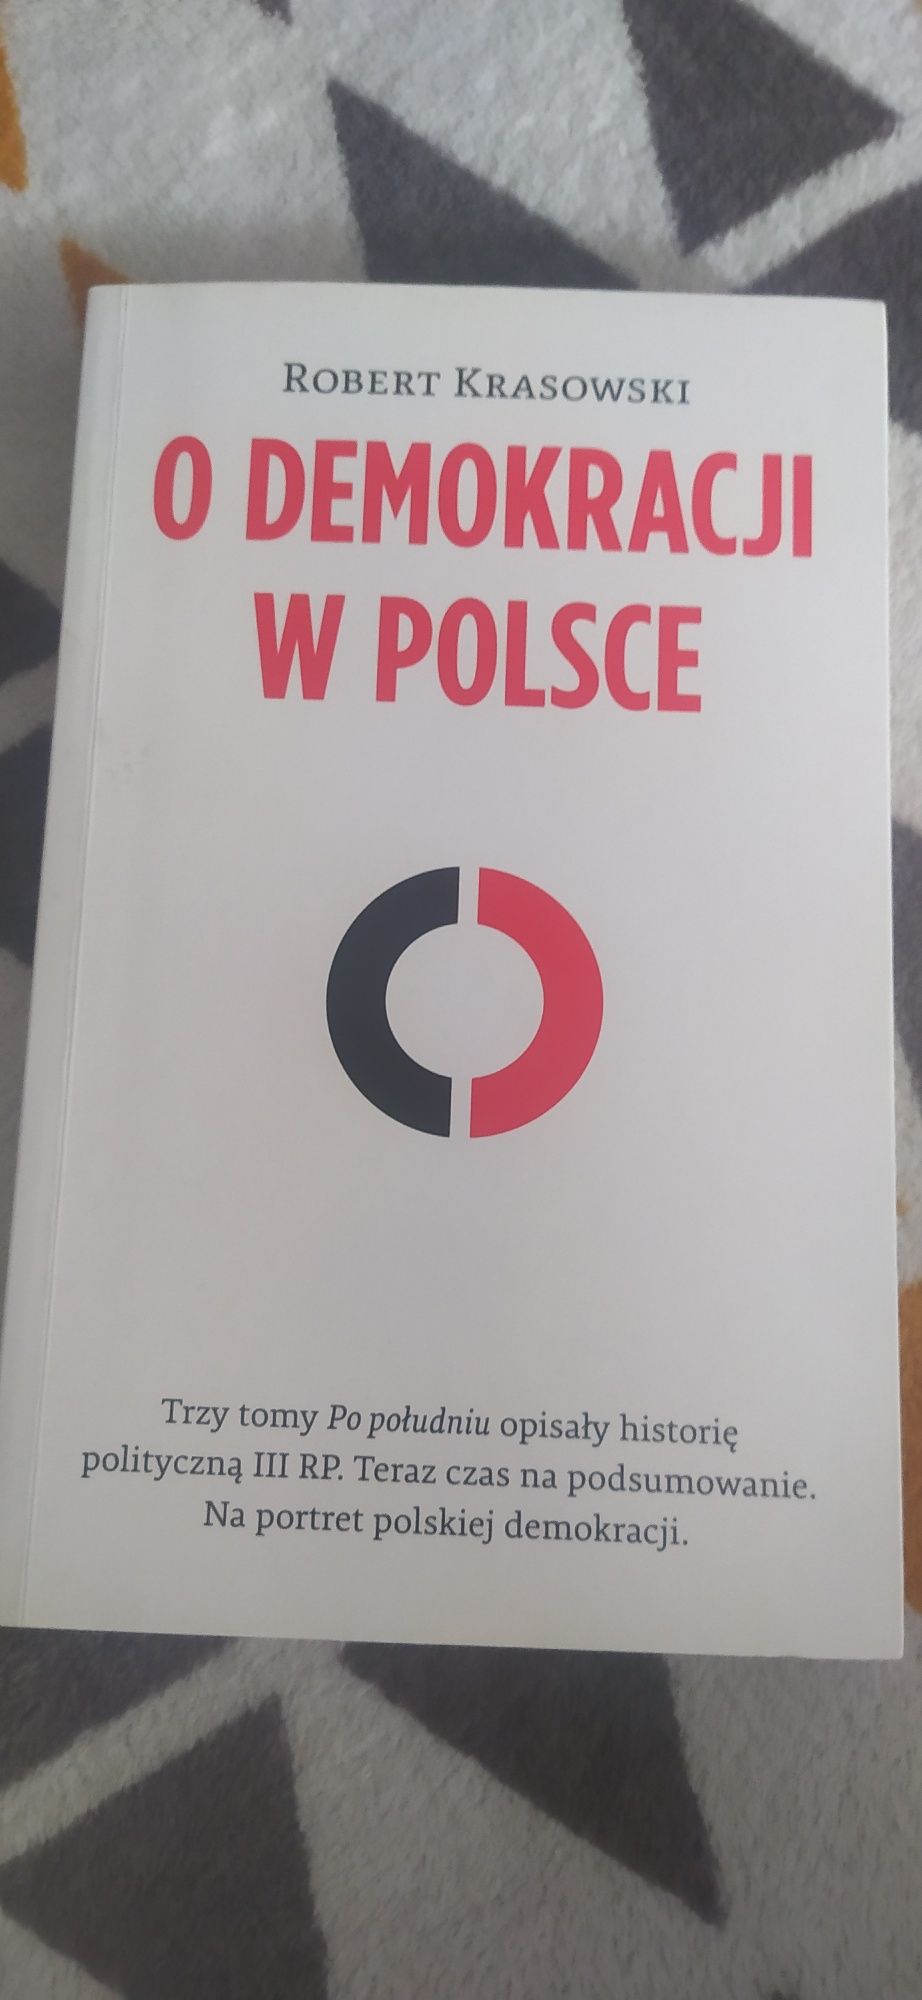 ROBERT KRASOWSKI
O DEMOKRACJI
W POLSCE
Trzy tomy Po południu opisały historię
polityczną III RP. Teraz czas na podsumowanie.
Na portret polskiej demokracji.